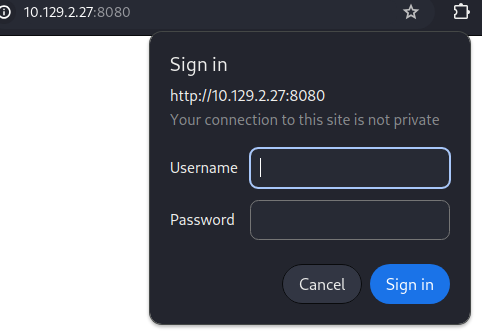 10.129.2.27:8080
Sign in
http://10.129.2.27:8080
Your connection to this site is not private
Username
Password
Cancel
Sign in